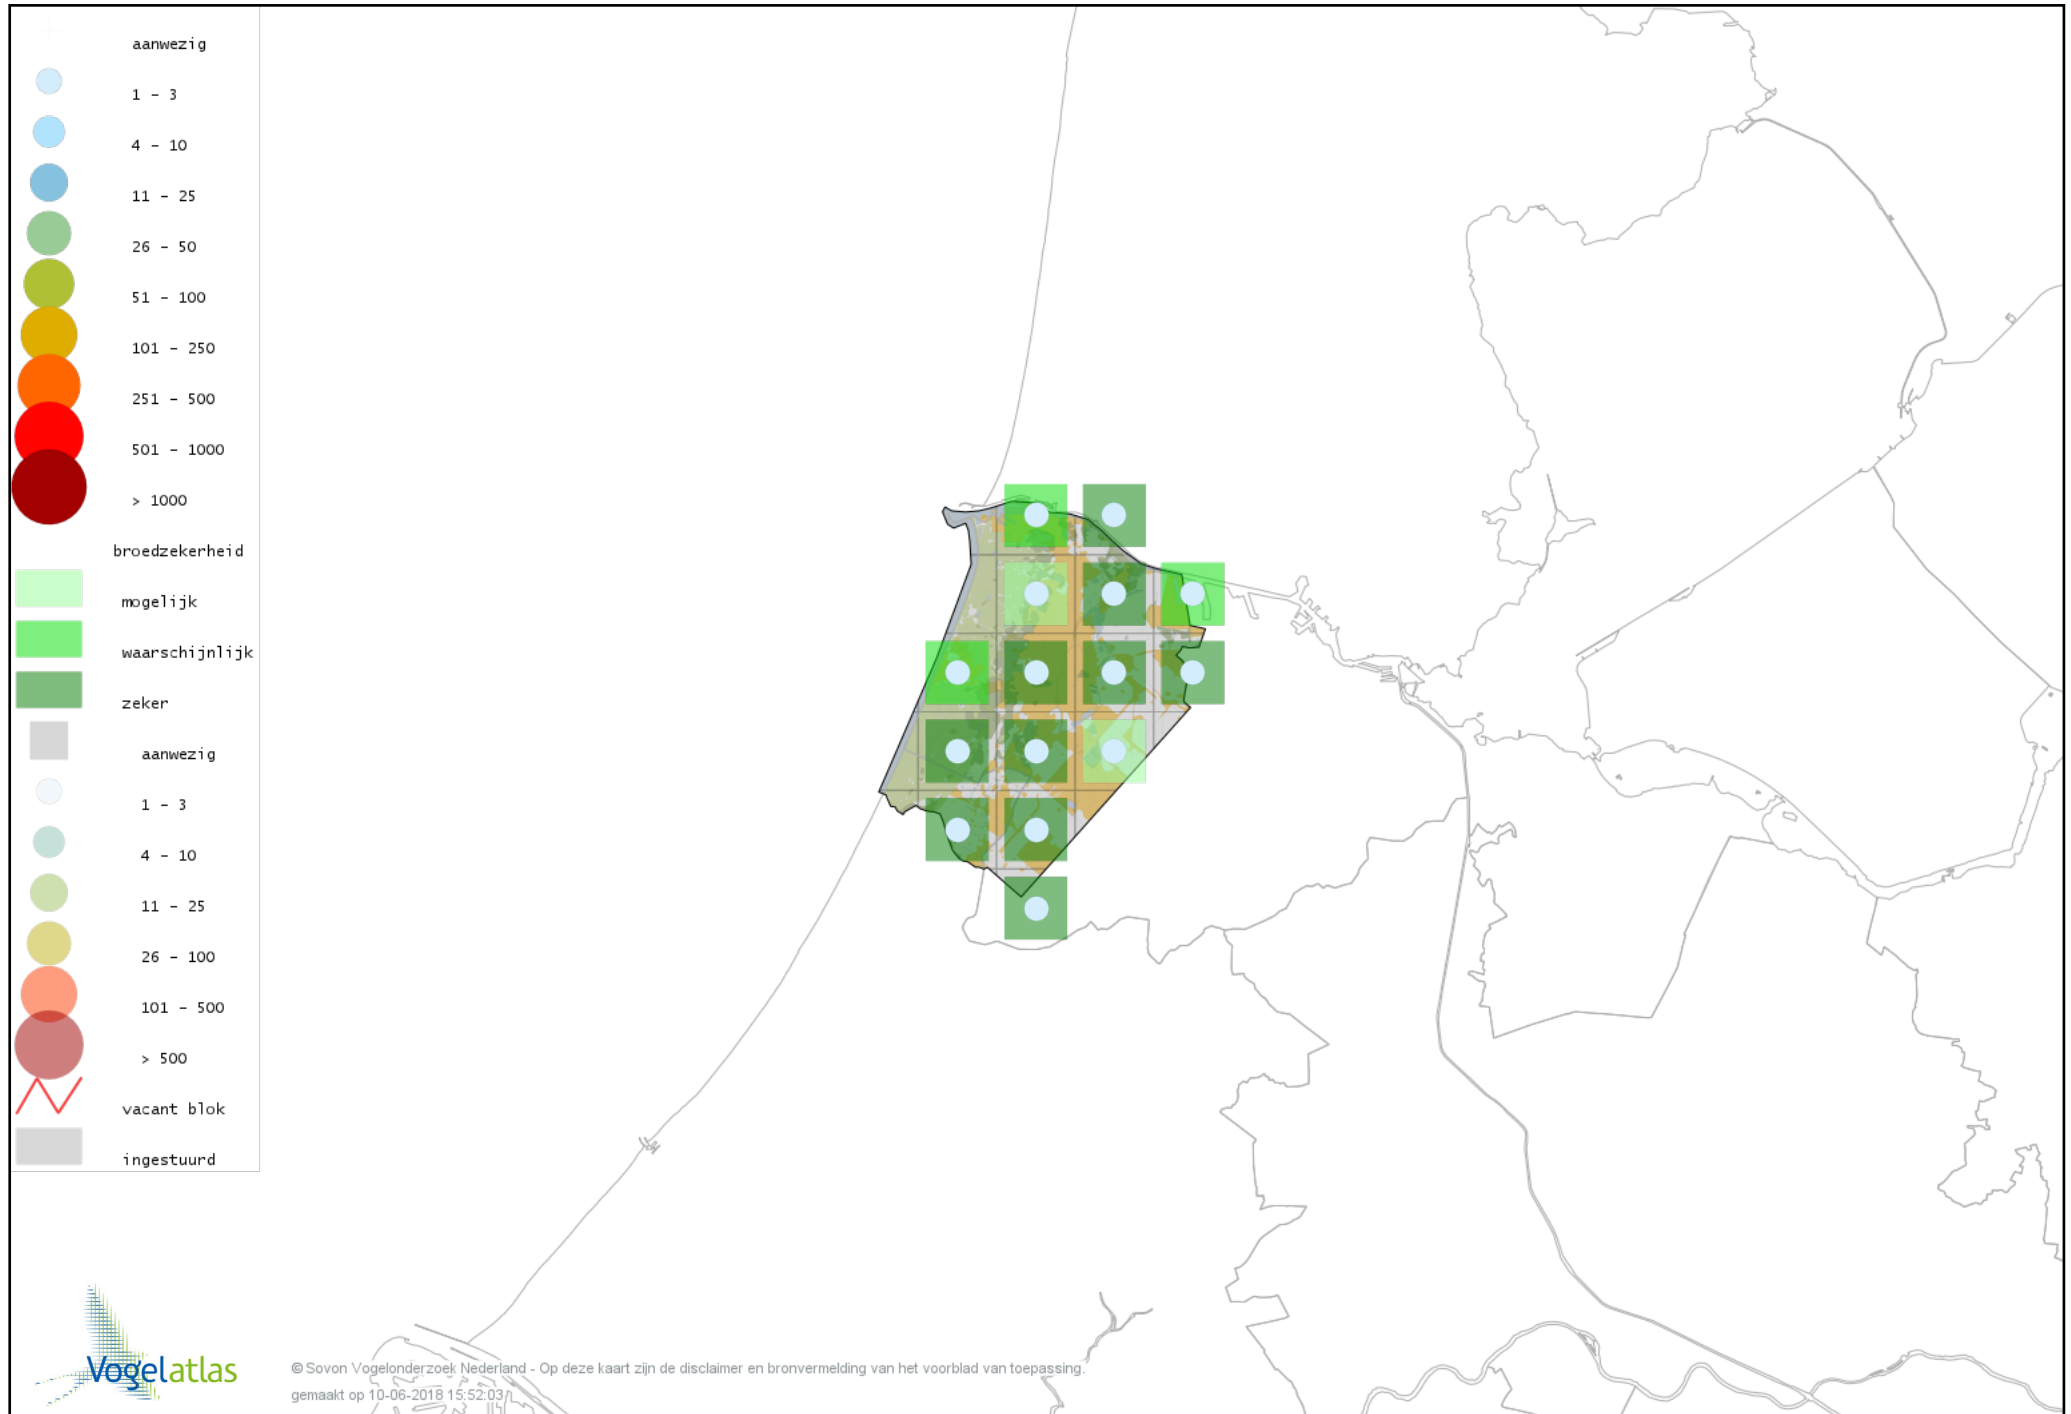 aanwezig
1 - 3
4 - 10
11 - 25
26 - 50
51 - 100
101 - 250
251 - 500
501 - 1000
> 1000
broedzekerheid
mogelijk
waarschijnlijk
zeker
aanwezig
1 - 3
4 - 10
11 - 25
26 - 100
101 - 500
> 500
vacant blok
ingestuurd
Vogelatlas
© Sovon Vogelonderzoek Nederland - Op deze kaart zijn de disclaimer en bronvermelding van het voorblad van toepassing.
gemaakt op 10-06-2018 15:52:03